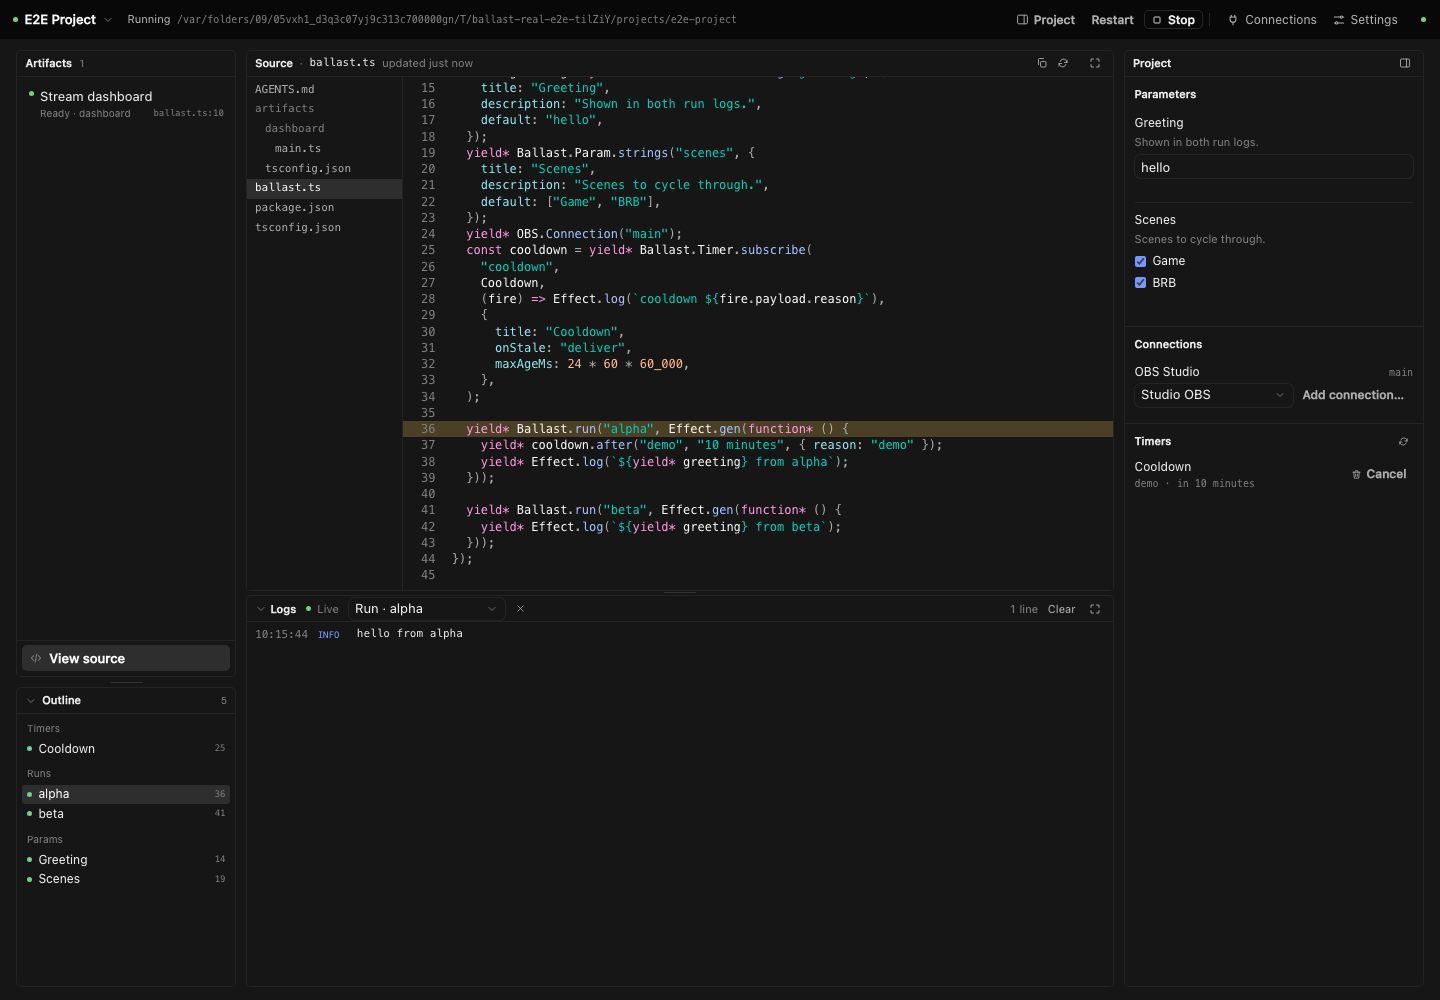 E2E Project Running /var/folders/09/05vxh1_d3q3c07yj9c313c700000gn/T/ballast-real-e2e-tilZiY/projects/e2e-project Project Restart Stop Connections Settings
Artifacts 1
Stream dashboard
Ready · dashboard ballast.ts:10
View source
Outline 5
Timers
Cooldown 25
Runs
alpha 36
beta 41
Params
Greeting 14
Scenes 19
Source · ballast.ts updated just now
AGENTS.md
artifacts
dashboard
main.ts
tsconfig.json
ballast.ts
package.json
tsconfig.json
15 title: "Greeting",
16 description: "Shown in both run logs.",
17 default: "hello",
18 });
19 yield* Ballast.Param.strings("scenes", {
20 title: "Scenes",
21 description: "Scenes to cycle through.",
22 default: ["Game", "BRB"],
23 });
24 yield* OBS.Connection("main");
25 const cooldown = yield* Ballast.Timer.subscribe(
26 "cooldown",
27 Cooldown,
28 (fire) => Effect.log(`cooldown ${fire.payload.reason}`),
29 {
30 title: "Cooldown",
31 onStale: "deliver",
32 maxAgeMs: 24 * 60 * 60_000,
33 },
34 );
35
36 yield* Ballast.run("alpha", Effect.gen(function* () {
37 yield* cooldown.after("demo", "10 minutes", { reason: "demo" });
38 yield* Effect.log(`${yield* greeting} from alpha`);
39 }));
40
41 yield* Ballast.run("beta", Effect.gen(function* () {
42 yield* Effect.log(`${yield* greeting} from beta`);
43 }));
44 });
45
Logs Live Run · alpha 1 line Clear
10:15:44 INFO hello from alpha
Project
Parameters
Greeting
Shown in both run logs.
hello
Scenes
Scenes to cycle through.
Game
BRB
Connections
OBS Studio main
Studio OBS Add connection...
Timers
Cooldown
demo · in 10 minutes Cancel